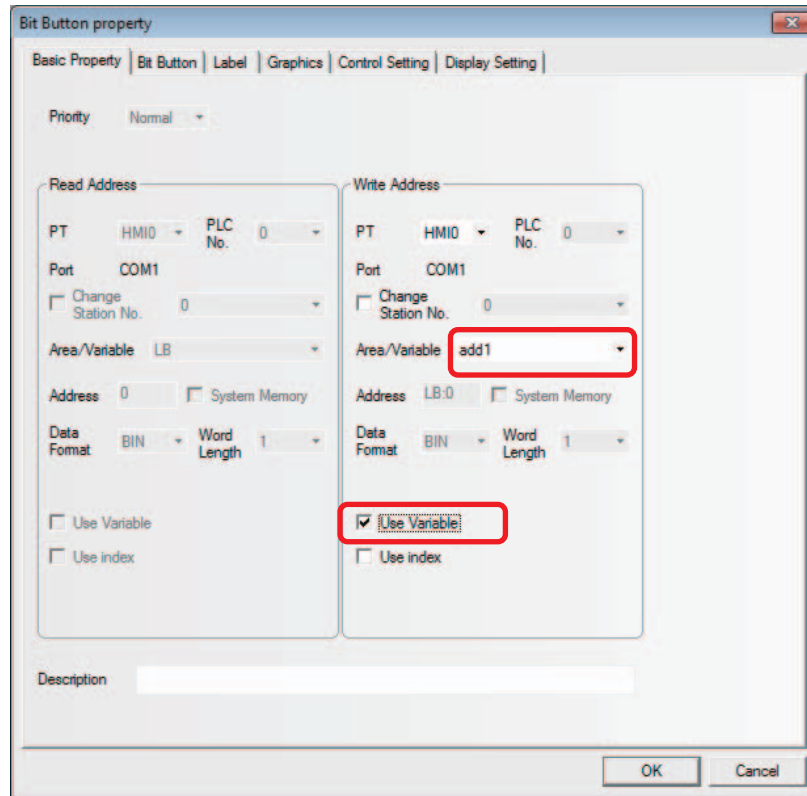 Bit Button property
Basic Property Bit Button Label Graphics Control Setting Display Setting
Priority Normal
Read Address
PT HMI0 PLC No. 0
Port COM1
Change Station No. 0
Area/Variable LB
Address 0 System Memory
Data Format BIN Word Length 1
Use Variable
Use index
Write Address
PT HMI0 PLC No. 0
Port COM1
Change Station No. 0
Area/Variable add1
Address LB:0 System Memory
Data Format BIN Word Length 1
Use Variable
Use index
Description
OK Cancel